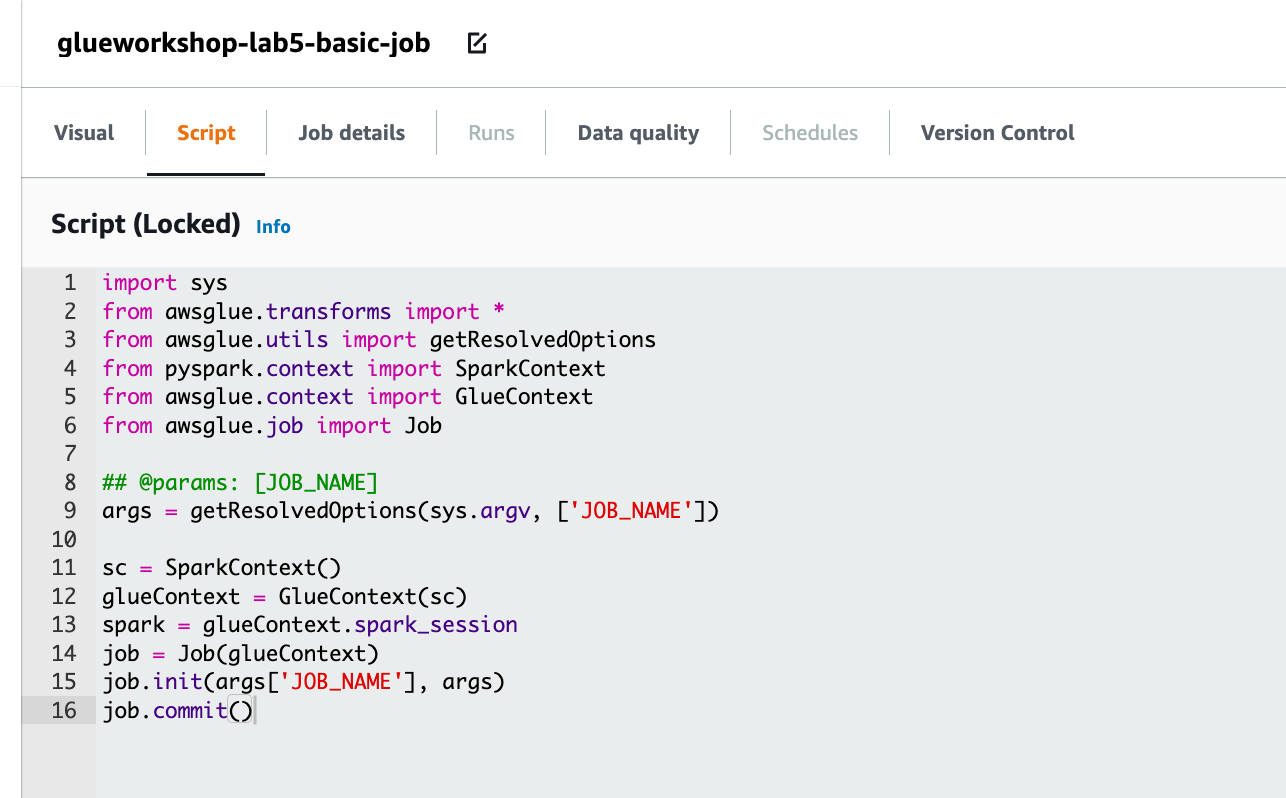 glueworkshop-lab5-basic-job
Visual Script Job details Runs Data quality Schedules Version Control
Script (Locked) Info
1 import sys
2 from awsglue.transforms import *
3 from awsglue.utils import getResolvedOptions
4 from pyspark.context import SparkContext
5 from awsglue.context import GlueContext
6 from awsglue.job import Job
7
8 ## @params: [JOB_NAME]
9 args = getResolvedOptions(sys.argv, ['JOB_NAME'])
10
11 sc = SparkContext()
12 glueContext = GlueContext(sc)
13 spark = glueContext.spark_session
14 job = Job(glueContext)
15 job.init(args['JOB_NAME'], args)
16 job.commit()